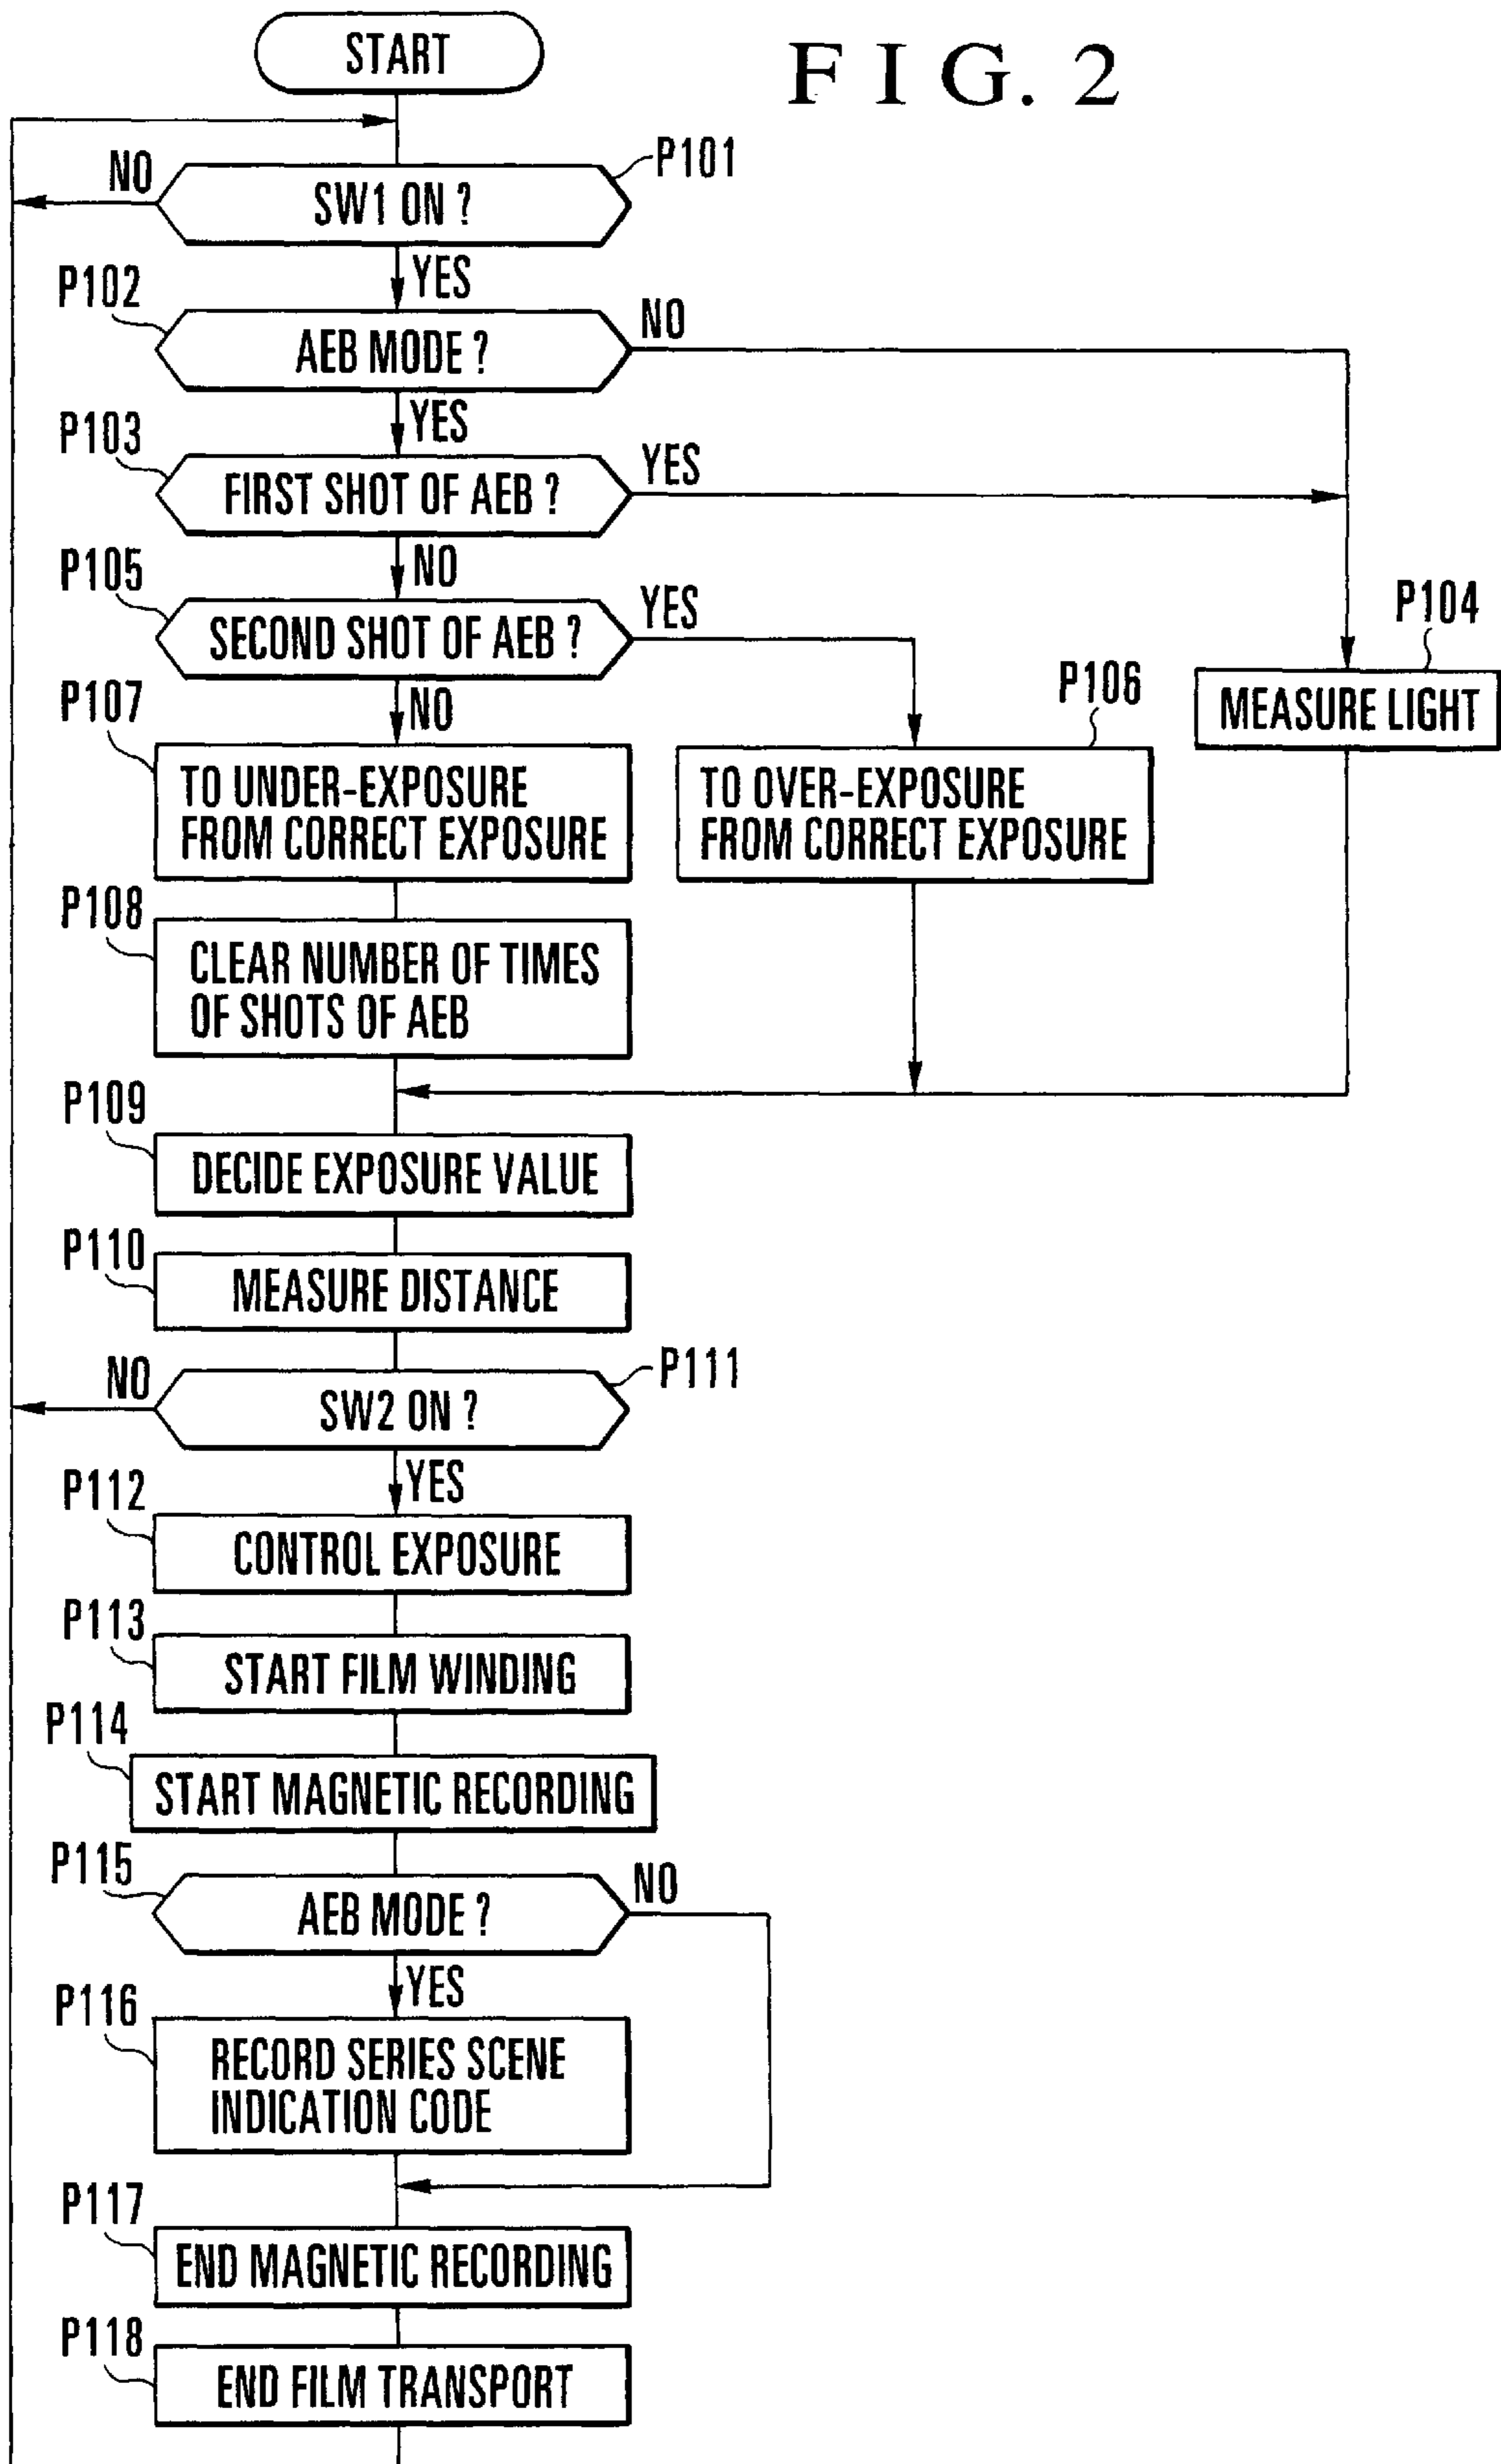 START
FIG. 2
P101
NO
SW1 ON ?
YES
P102
NO
AEB MODE ?
YES
P103
YES
FIRST SHOT OF AEB ?
NO
P105
YES
SECOND SHOT OF AEB ?
P104
NO
P107
P106
MEASURE LIGHT
TO UNDER-EXPOSURE
FROM CORRECT EXPOSURE
TO OVER-EXPOSURE
FROM CORRECT EXPOSURE
P108
CLEAR NUMBER OF TIMES
OF SHOTS OF AEB
P109
DECIDE EXPOSURE VALUE
P110
MEASURE DISTANCE
P111
NO
SW2 ON ?
YES
P112
CONTROL EXPOSURE
P113
START FILM WINDING
P114
START MAGNETIC RECORDING
P115
NO
AEB MODE ?
YES
P116
RECORD SERIES SCENE
INDICATION CODE
P117
END MAGNETIC RECORDING
P118
END FILM TRANSPORT